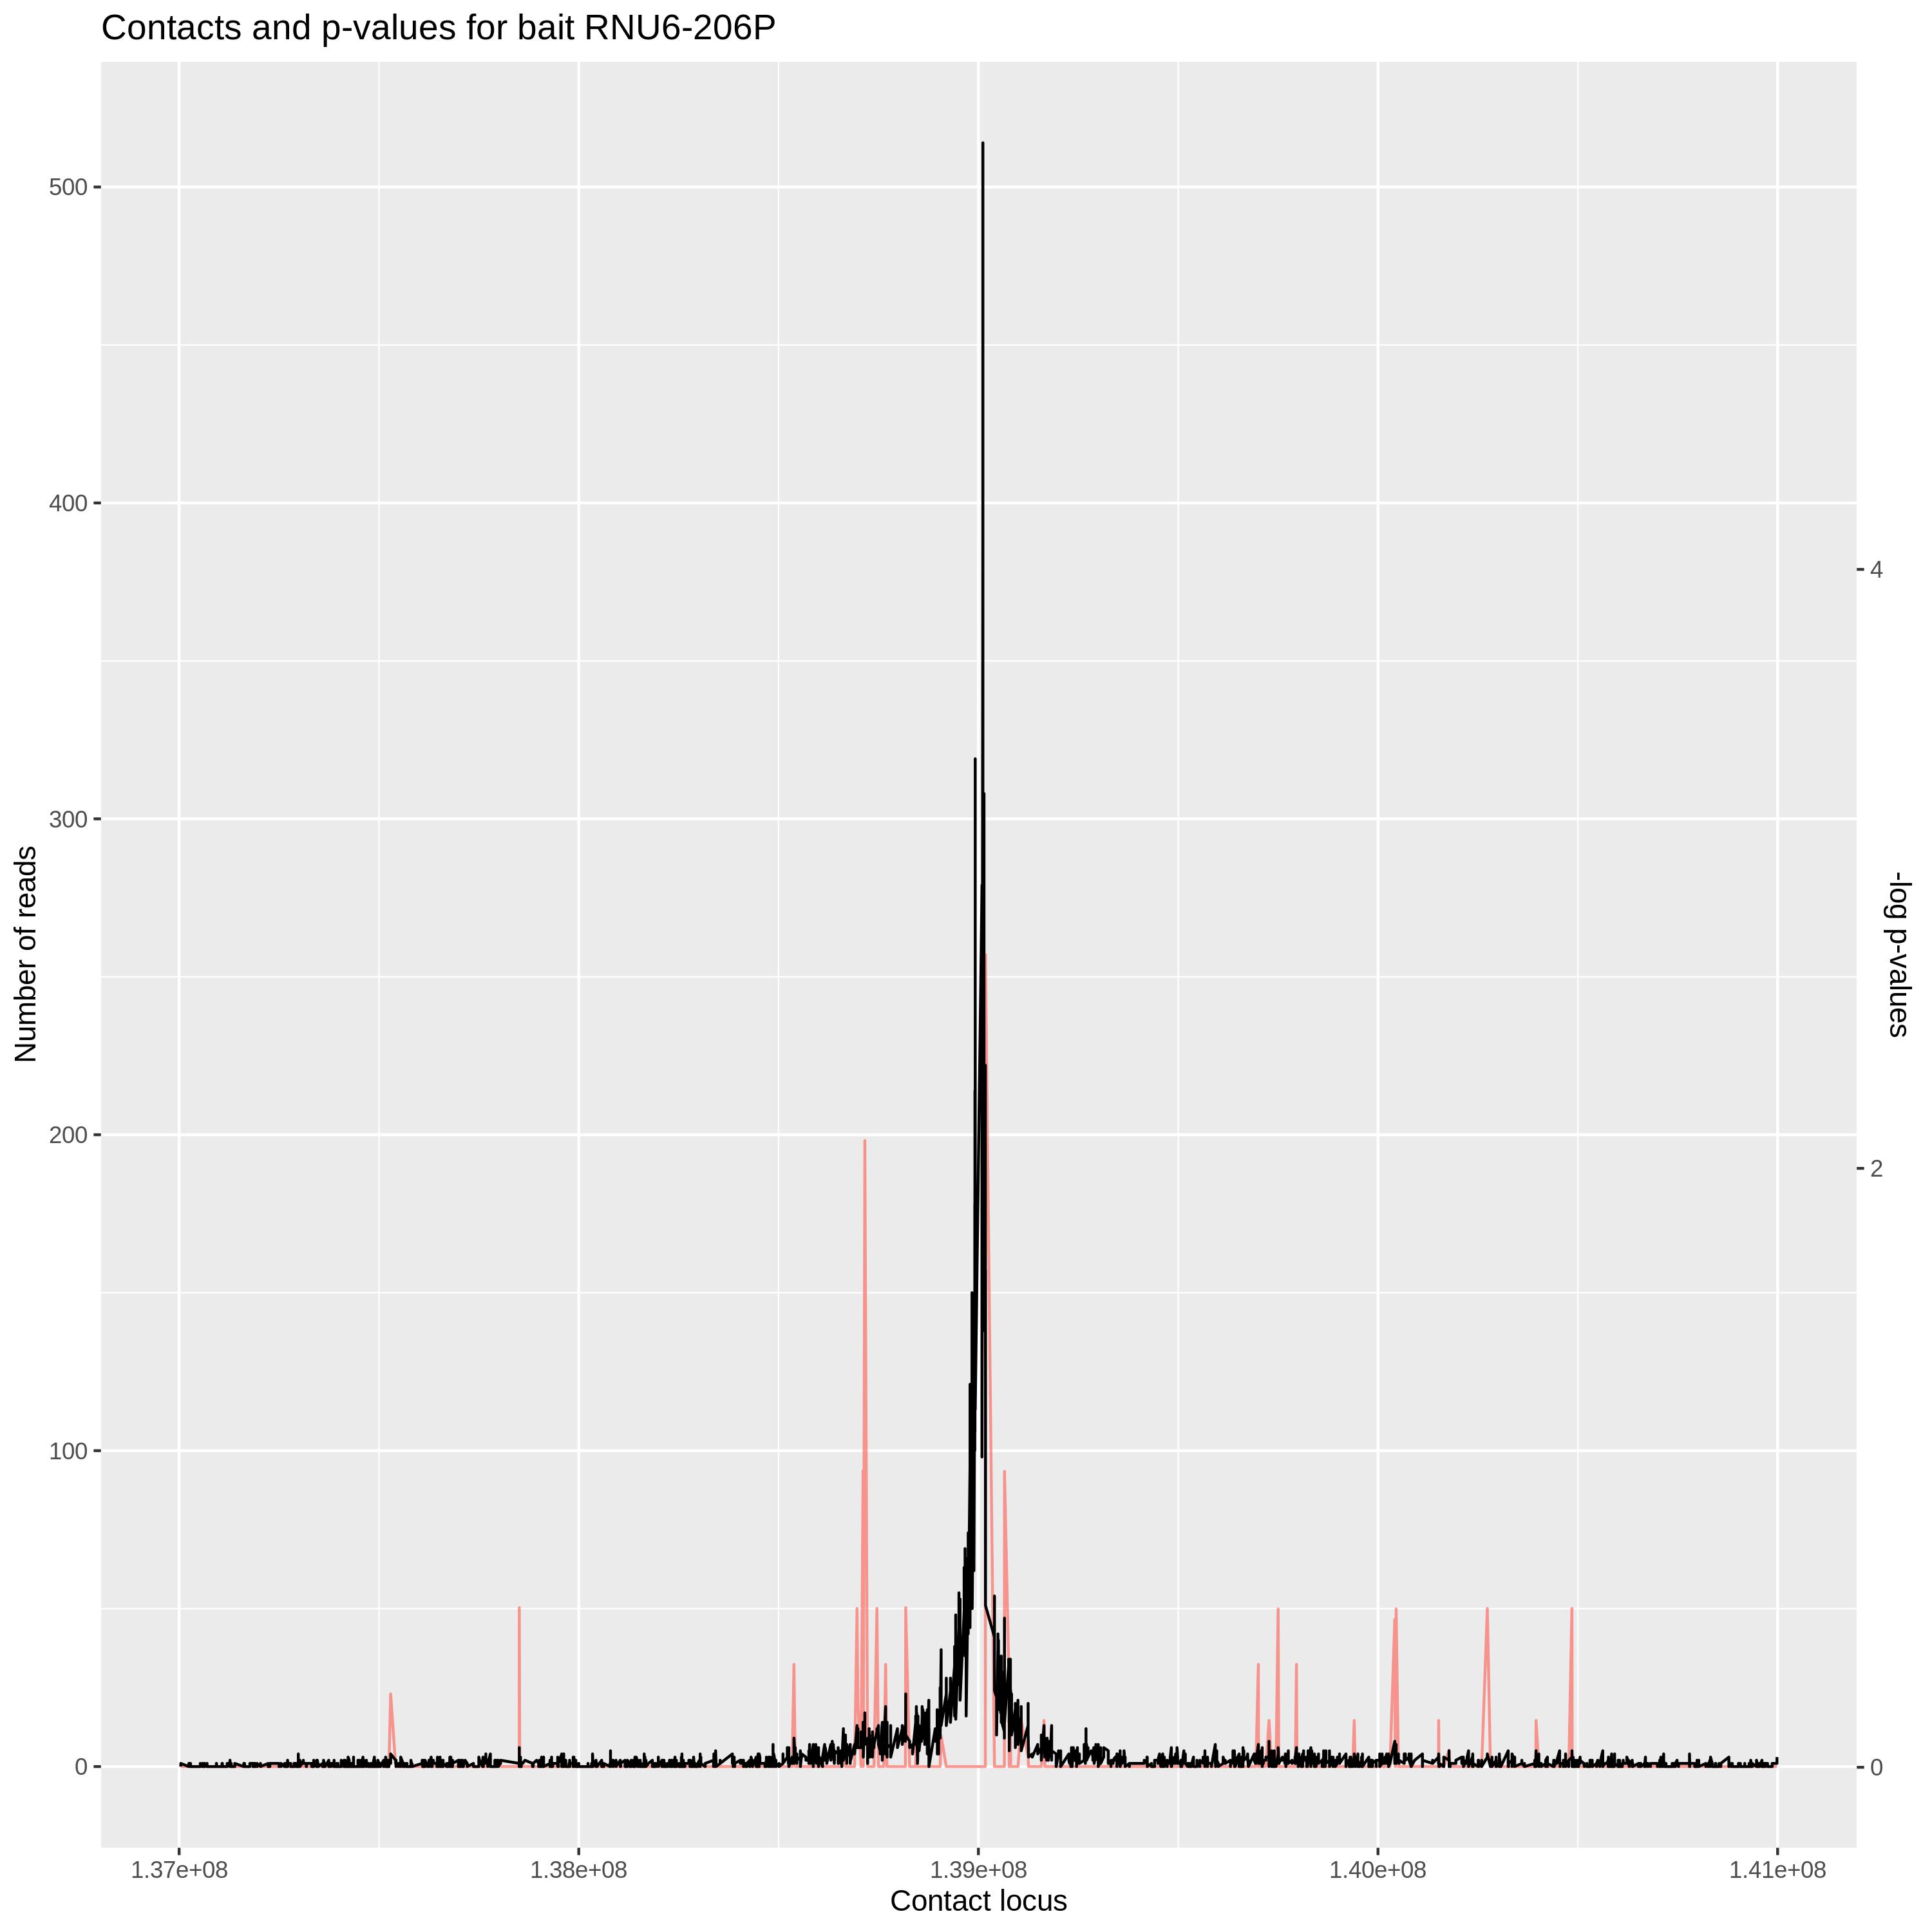 Contacts and p-values for bait RNU6-206P
500
400
300
200
100
0
Number of reads
4
2
0
-log p-values
1.37e+08
1.38e+08
1.39e+08
1.40e+08
1.41e+08
Contact locus